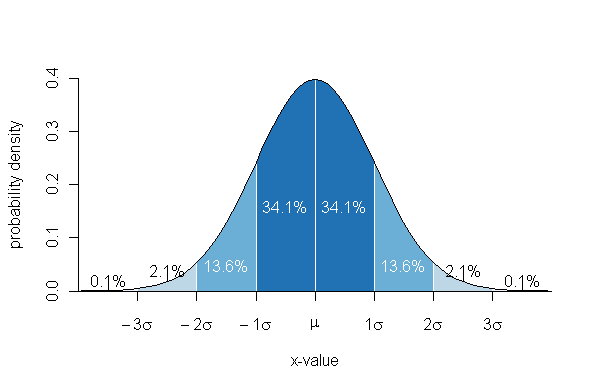 probability density
0.4
0.3
0.2
0.1
0.0
34.1% 34.1%
0.1% 2.1% 13.6% 13.6% 2.1% 0.1%
−3σ −2σ −1σ μ 1σ 2σ 3σ
x-value